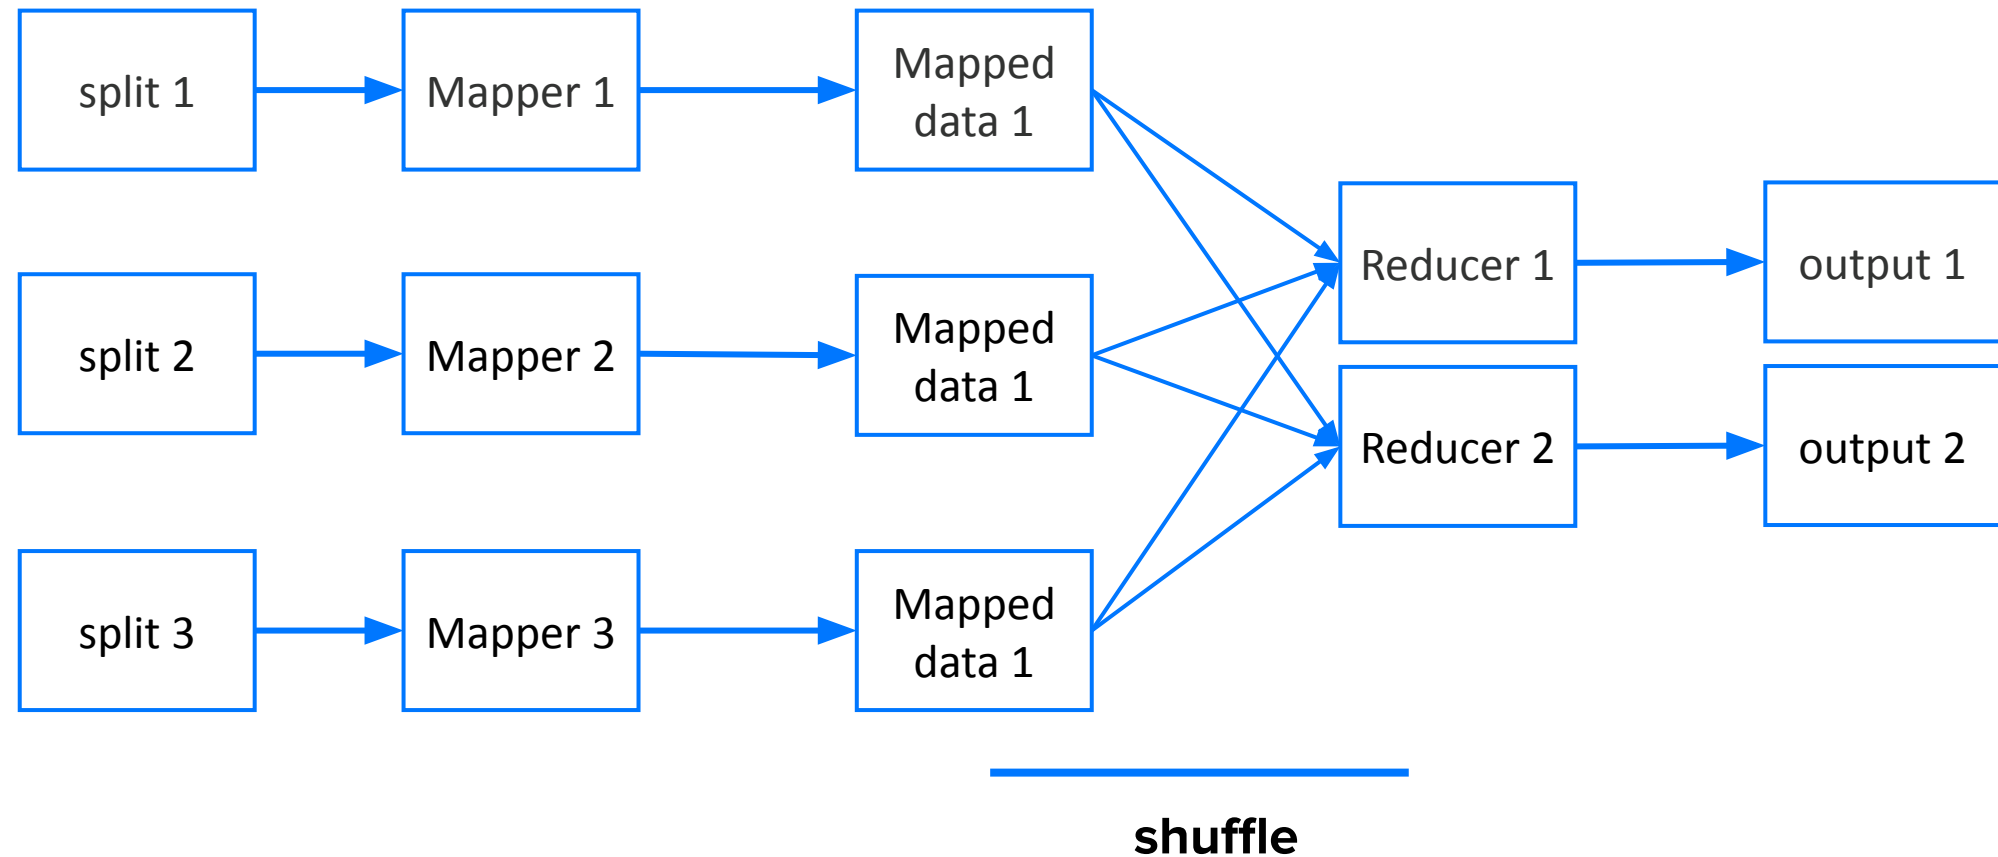 split 1
Mapper 1
Mapped
data 1
Reducer 1
output 1
split 2
Mapper 2
Mapped
data 1
Reducer 2
output 2
split 3
Mapper 3
Mapped
data 1
shuffle